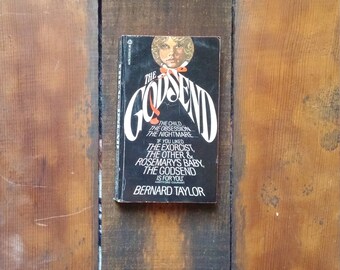 THE
GODSEND
THE CHILD.
THE OBSESSION.
THE NIGHTMARE.
IF YOU LIKED
THE EXORCIST,
THE OTHER &
ROSEMARY'S BABY,
THE GODSEND
IS FOR YOU!
BERNARD TAYLOR